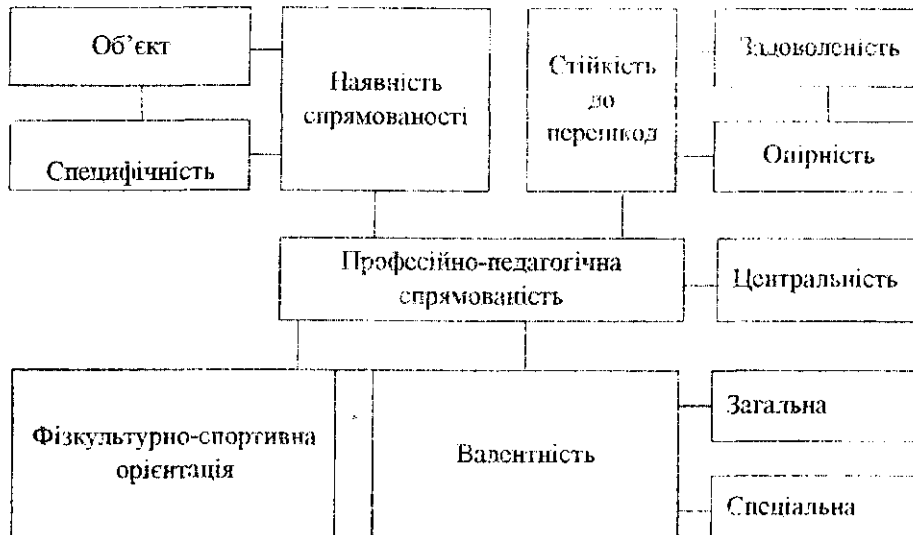 Об’єкт
Специфічність
Наявність
спрямованості
Стійкість
до
перешкод
Задоволеність
Опірність
Професійно-педагогічна
спрямованість
Центральність
Фізкультурно-спортивна
орієнтація
Валентність
Загальна
Спеціальна